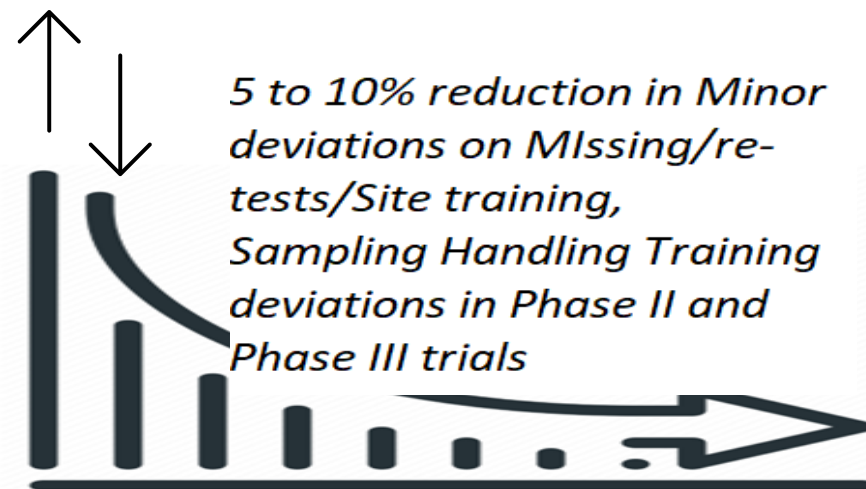 5 to 10% reduction in Minor
deviations on MIssing/re-
tests/Site training,
Sampling Handling Training
deviations in Phase II and
Phase III trials